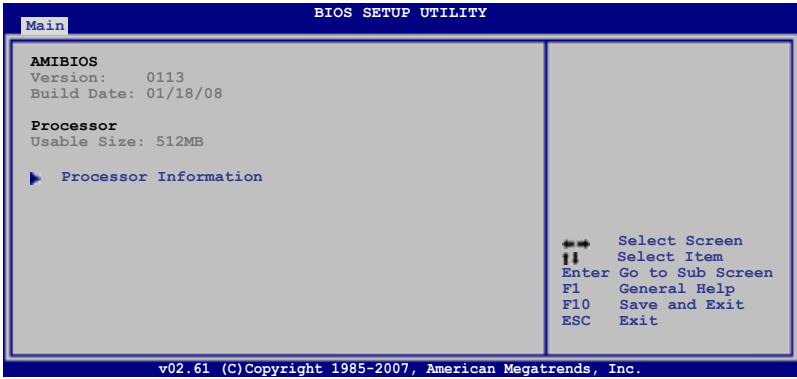 BIOS SETUP UTILITY
Main
AMIBIOS
Version: 0113
Build Date: 01/18/08
Processor
Usable Size: 512MB
Processor Information
Select Screen
Select Item
Enter Go to Sub Screen
F1 General Help
F10 Save and Exit
ESC Exit
v02.61 (C)Copyright 1985-2007, American Megatrends, Inc.